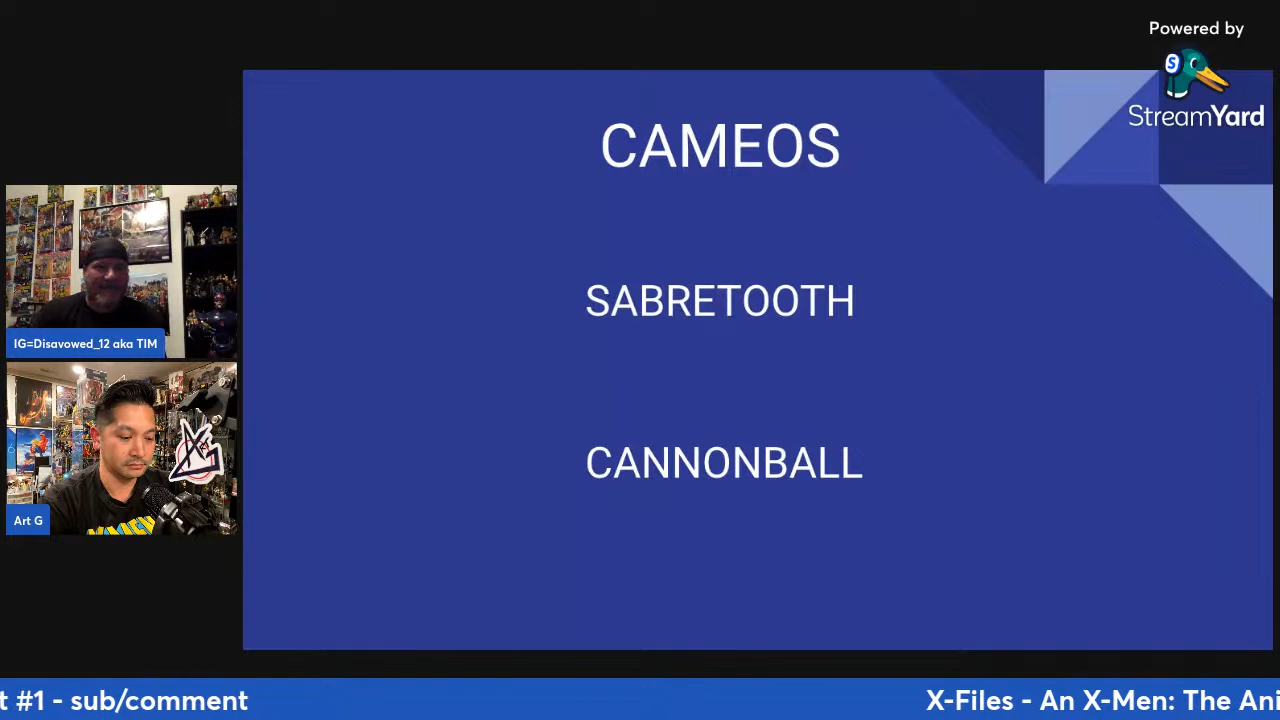 Powered by
StreamYard
CAMEOS
SABRETOOTH
CANNONBALL
IG=Disavowed_12 aka TIM
Art G
t #1 - sub/comment
X-Files - An X-Men: The Ani